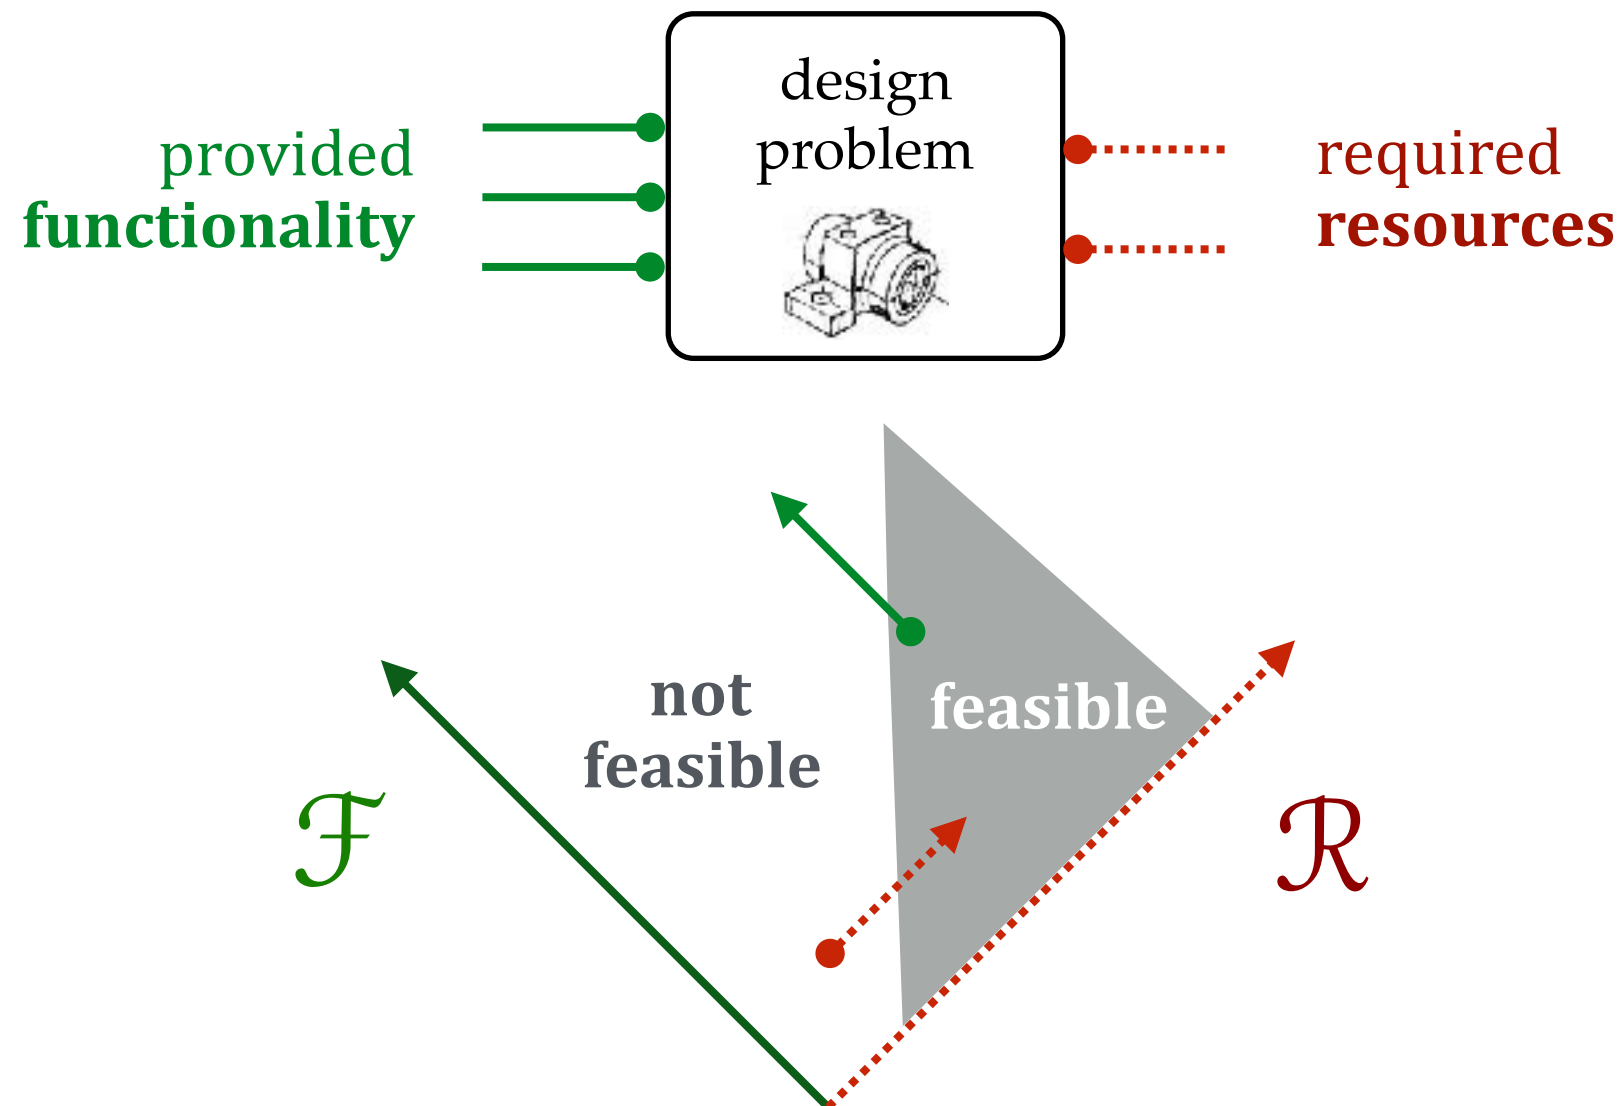 design
problem
provided
functionality
required
resources
feasible
not
feasible
ℱ
ℛ